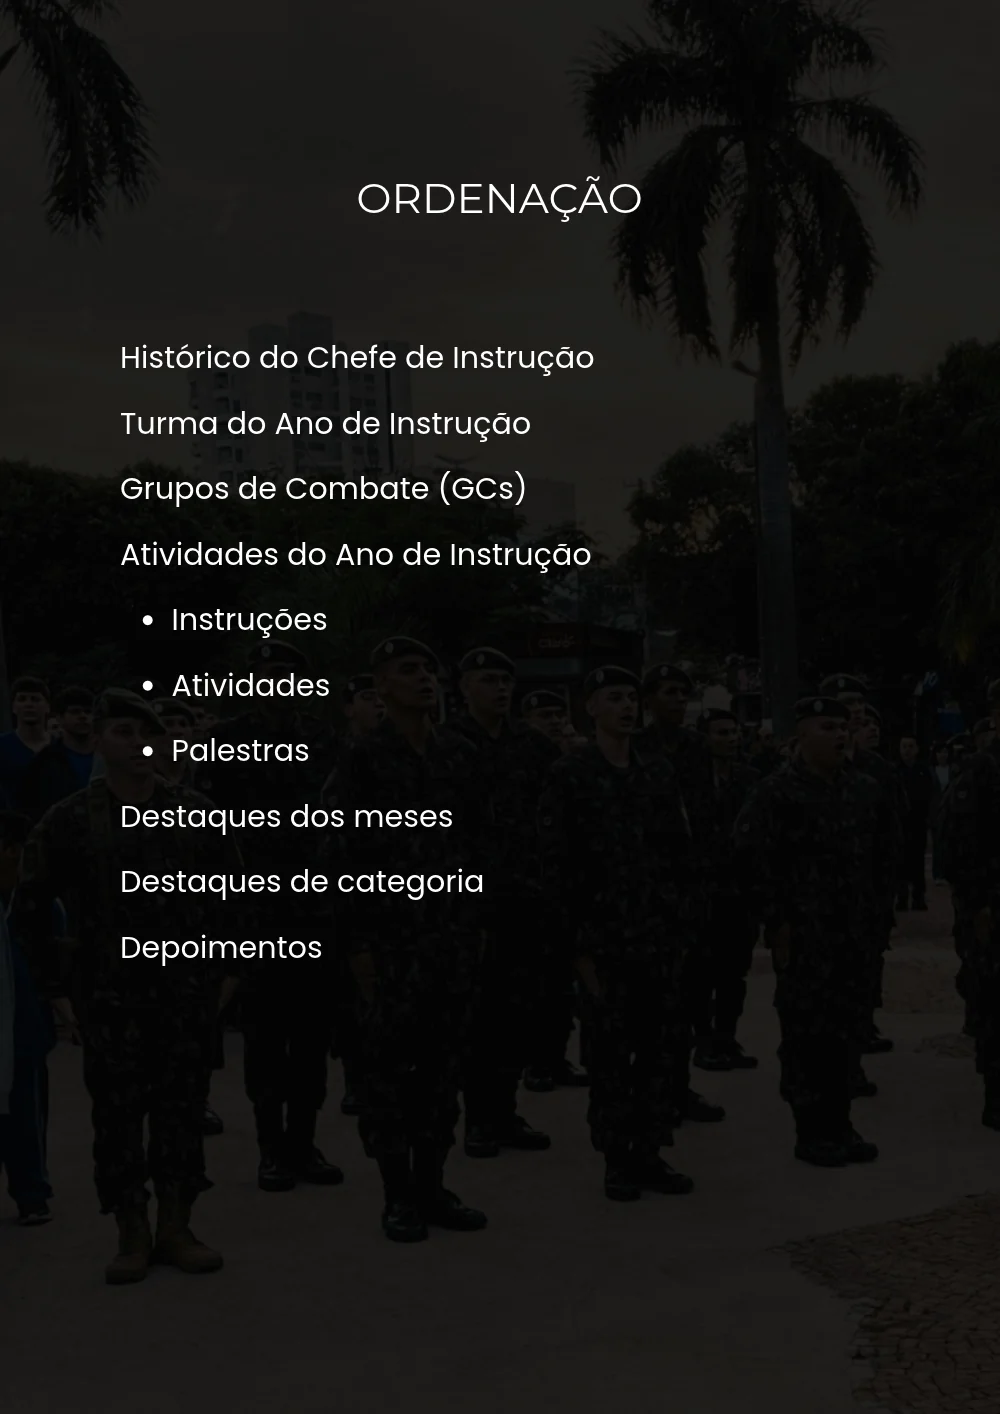 ORDENAÇÃO
Histórico do Chefe de Instrução
Turma do Ano de Instrução
Grupos de Combate (GCs)
Atividades do Ano de Instrução
• Instruções
• Atividades
• Palestras
Destaques dos meses
Destaques de categoria
Depoimentos